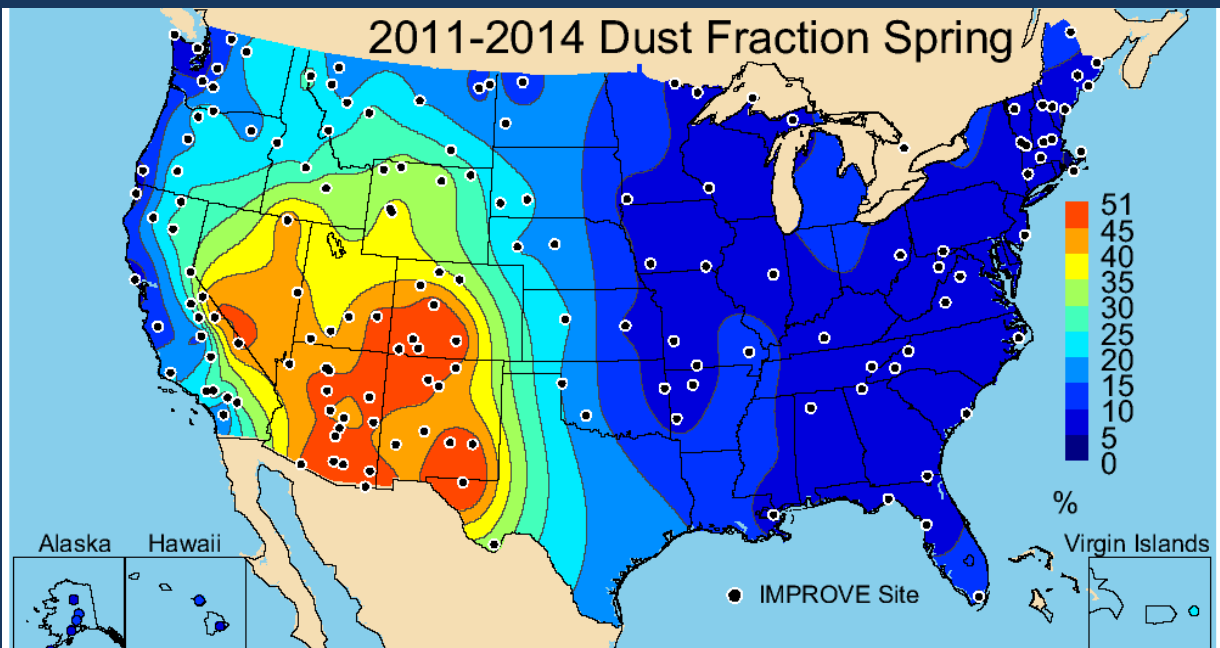 2011-2014 Dust Fraction Spring
51
45
40
35
30
25
20
15
10
5
0
%
Alaska
Hawaii
Virgin Islands
IMPROVE Site